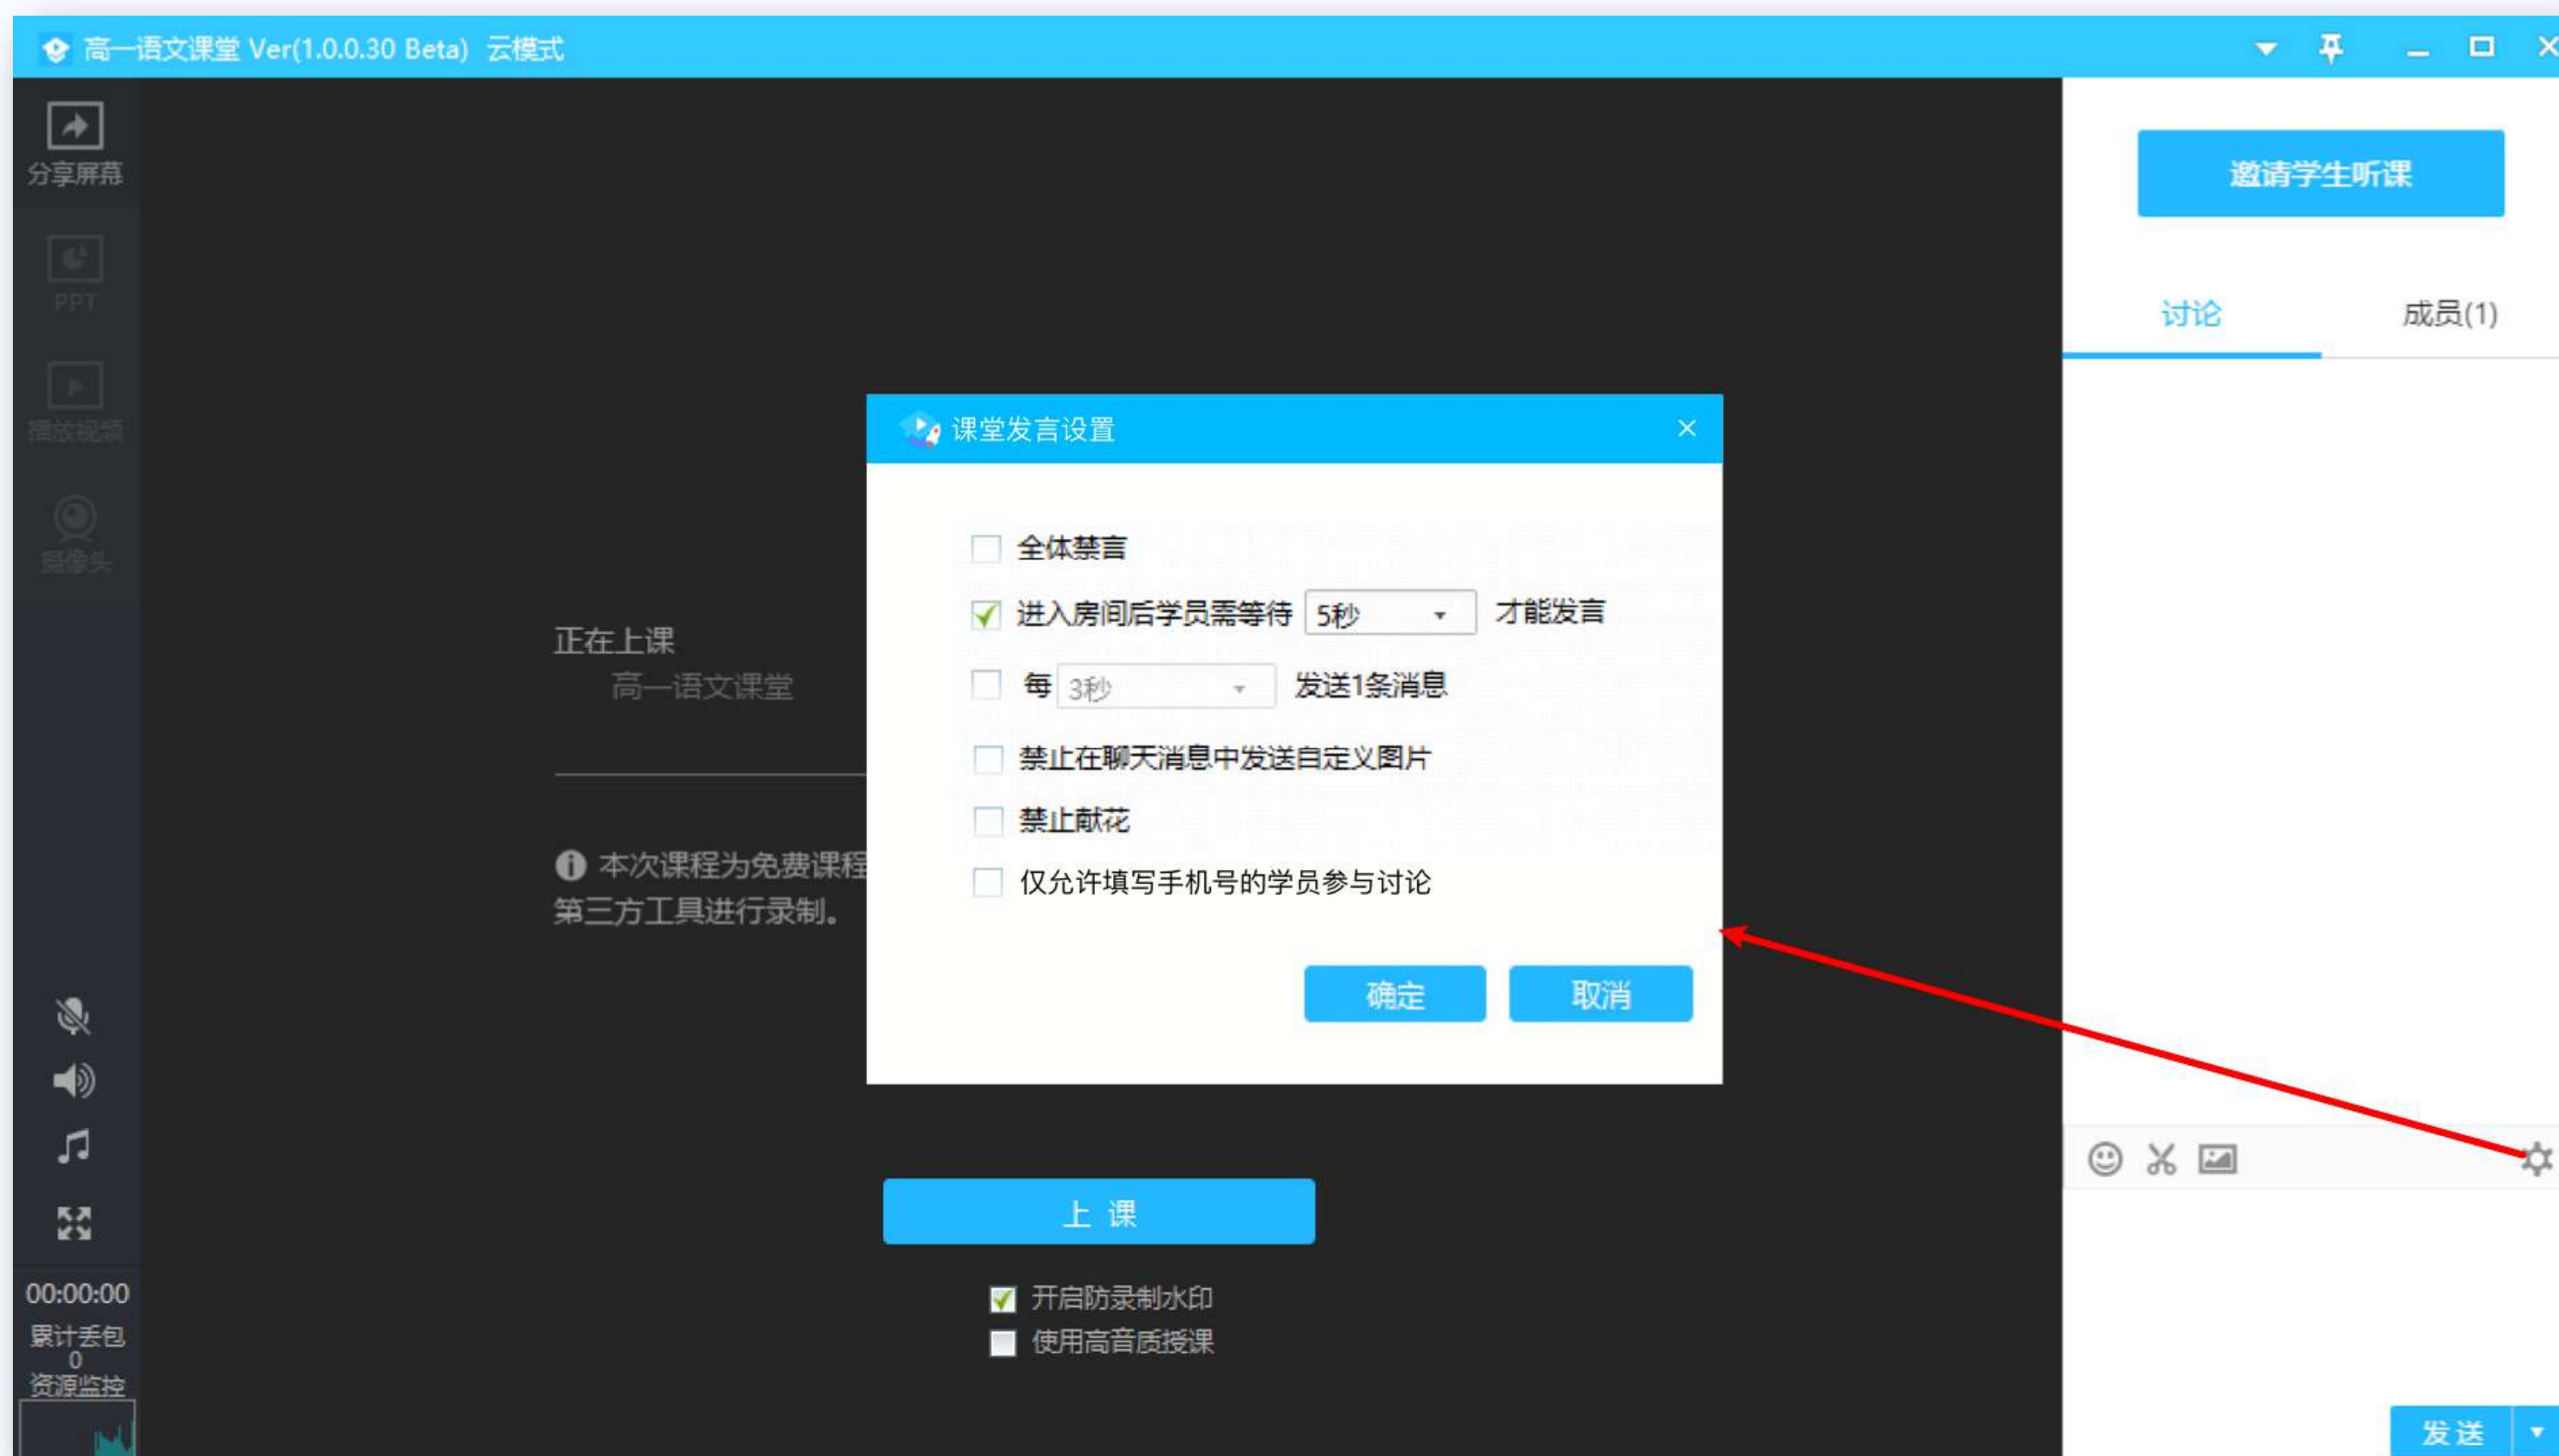 高一语文课堂 Ver(1.0.0.30 Beta) 云模式
分享屏幕
PPT
播放视频
摄像头
正在上课
高一语文课堂
本次课程为免费课程
第三方工具进行录制。
课堂发言设置
全体禁言
进入房间后学员需等待 5秒 才能发言
每 3秒 发送1条消息
禁止在聊天消息中发送自定义图片
禁止献花
仅允许填写手机号的学员参与讨论
确定 取消
上 课
开启防录制水印
使用高音质授课
00:00:00
累计丢包
0
资源监控
邀请学生听课
讨论 成员(1)
发送